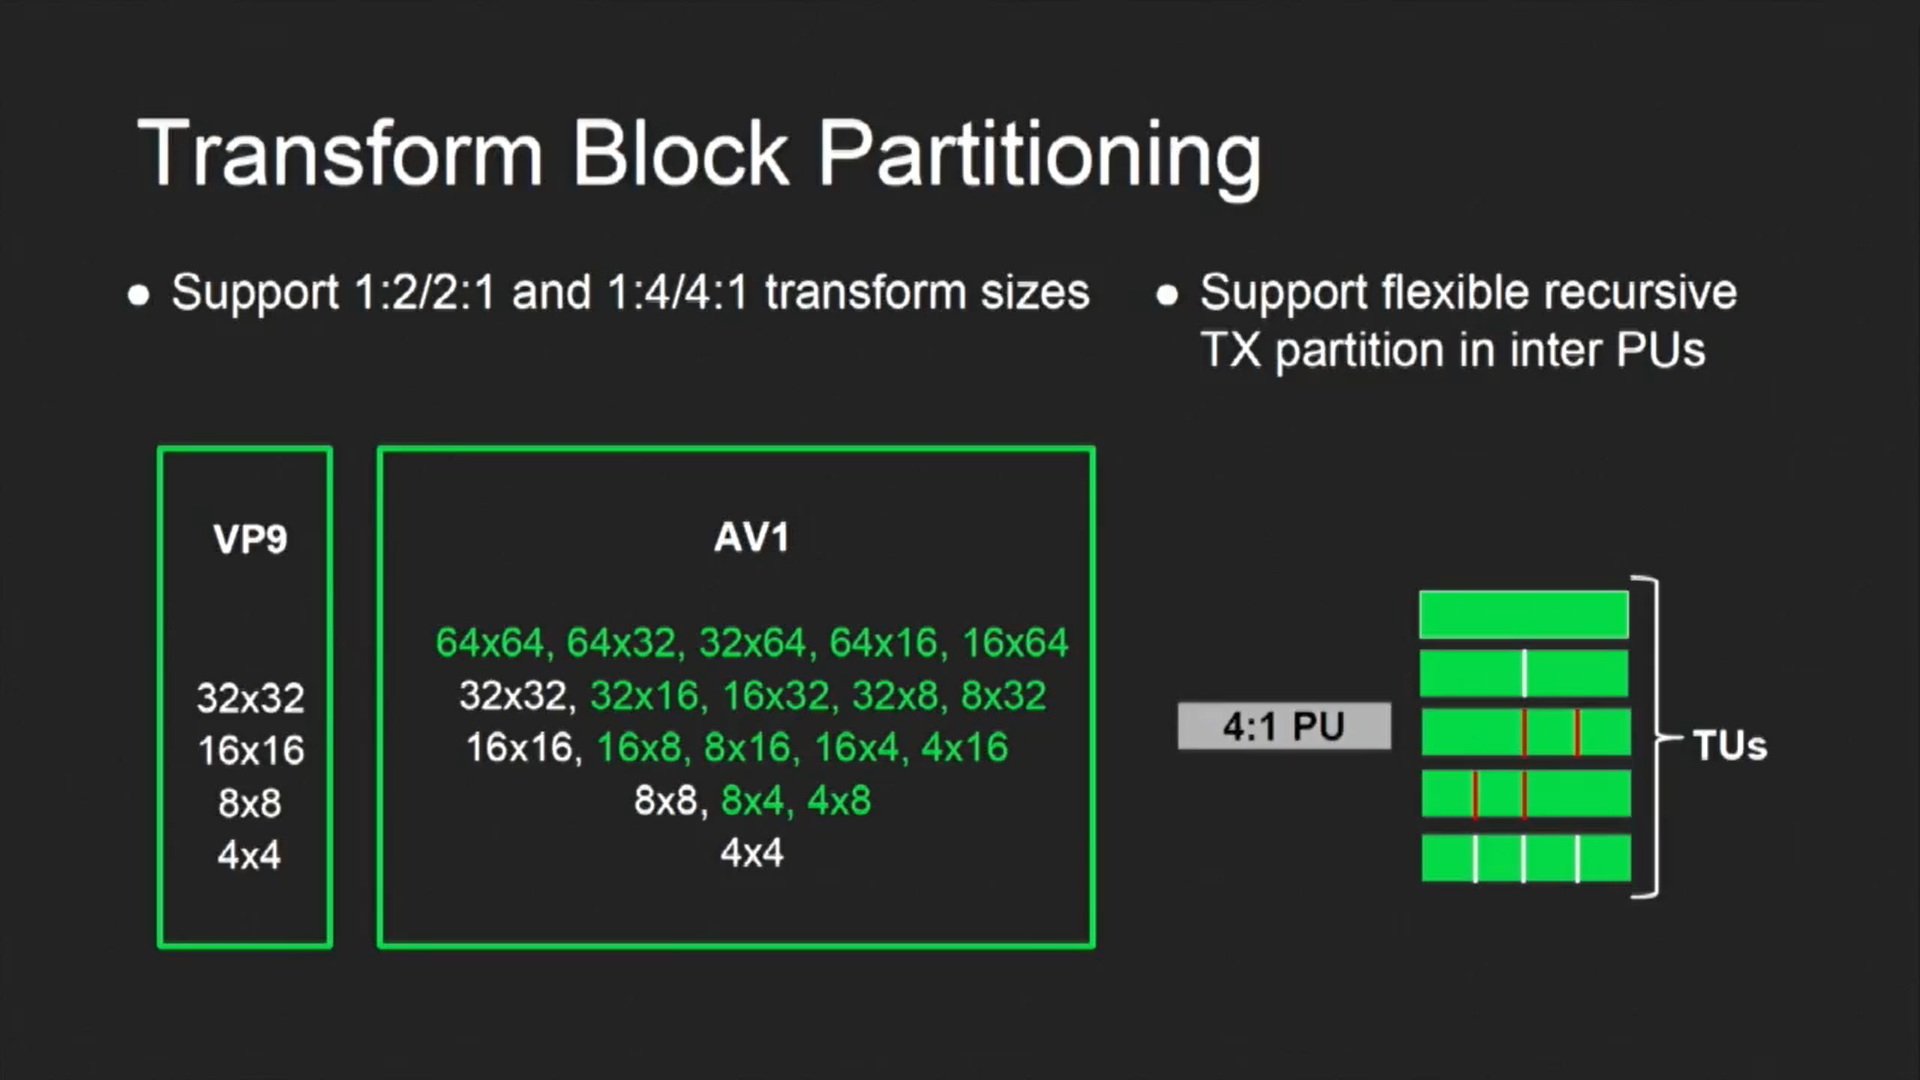 Transform Block Partitioning
● Support 1:2/2:1 and 1:4/4:1 transform sizes
● Support flexible recursive
TX partition in inter PUs
VP9
32x32
16x16
8x8
4x4
AV1
64x64, 64x32, 32x64, 64x16, 16x64
32x32, 32x16, 16x32, 32x8, 8x32
16x16, 16x8, 8x16, 16x4, 4x16
8x8, 8x4, 4x8
4x4
4:1 PU
TUs